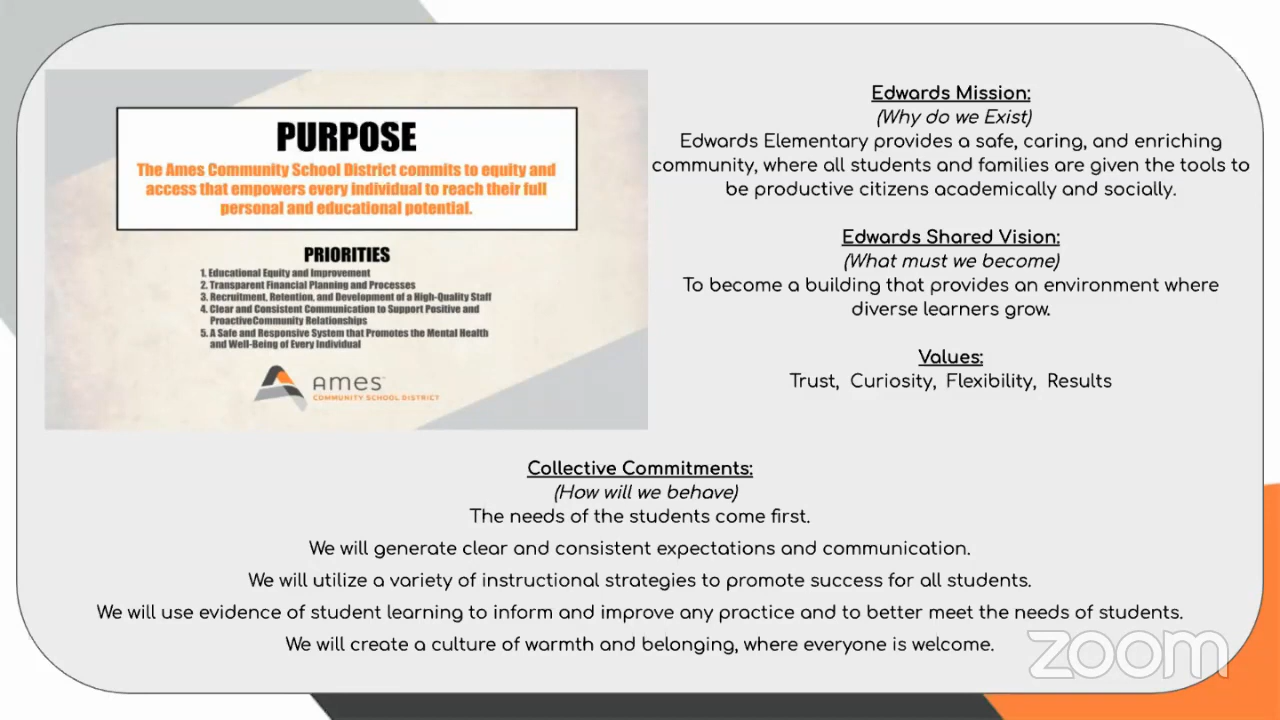 PURPOSE
The Ames Community School District commits to equity and
access that empowers every individual to reach their full
personal and educational potential.
PRIORITIES
1. Educational Equity and Improvement
2. Transparent Financial Planning and Processes
3. Recruitment, Retention, and Development of a High-Quality Staff
4. Clear and Consistent Communication to Support Positive and
ProactiveCommunity Relationships
5. A Safe and Responsive System that Promotes the Mental Health
and Well-Being of Every Individual
Ames
COMMUNITY SCHOOL DISTRICT
Edwards Mission:
(Why do we Exist)
Edwards Elementary provides a safe, caring, and enriching
community, where all students and families are given the tools to
be productive citizens academically and socially.
Edwards Shared Vision:
(What must we become)
To become a building that provides an environment where
diverse learners grow.
Values:
Trust, Curiosity, Flexibility, Results
Collective Commitments:
(How will we behave)
The needs of the students come first.
We will generate clear and consistent expectations and communication.
We will utilize a variety of instructional strategies to promote success for all students.
We will use evidence of student learning to inform and improve any practice and to better meet the needs of students.
We will create a culture of warmth and belonging, where everyone is welcome.
zoom